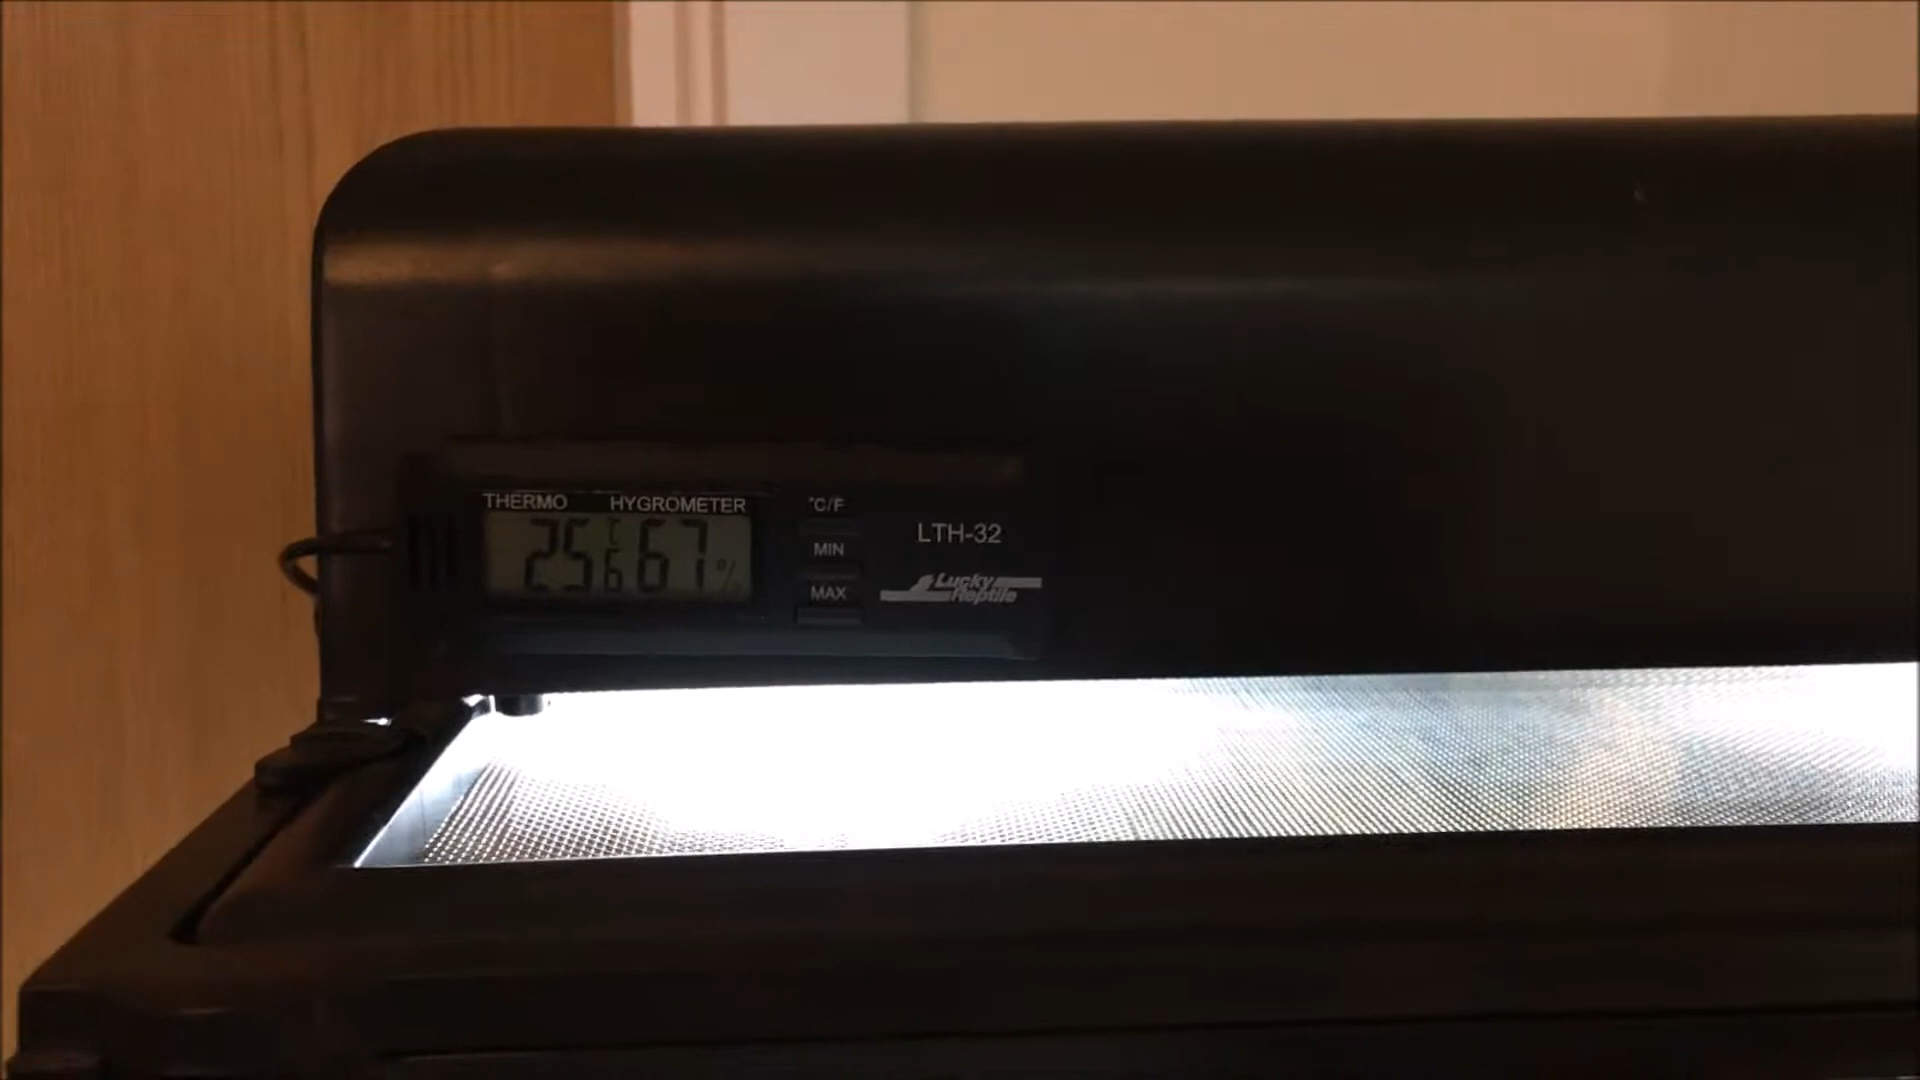 THERMO HYGROMETER
25 6 °C 67 %
°C/F
MIN
MAX
LTH-32
Lucky
Reptile